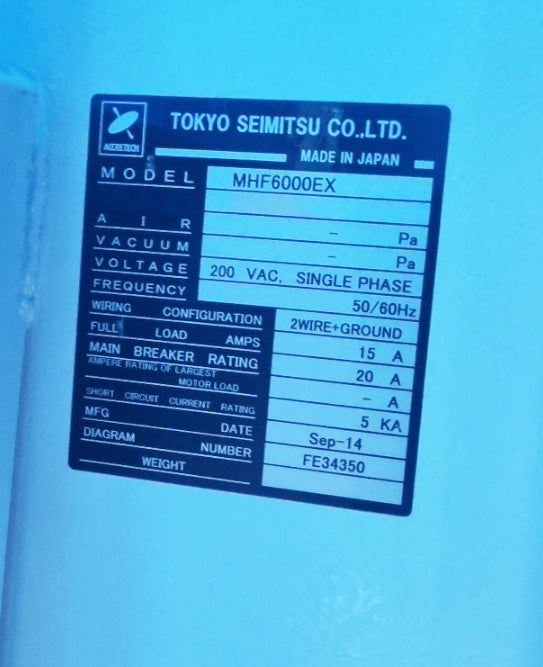 ACCRETECH
TOKYO SEIMITSU CO.,LTD.
MADE IN JAPAN
MODEL MHF6000EX
AIR - Pa
VACUUM - Pa
VOLTAGE 200 VAC, SINGLE PHASE
FREQUENCY 50/60Hz
WIRING CONFIGURATION 2WIRE+GROUND
FULL LOAD AMPS 15 A
MAIN BREAKER RATING 20 A
AMPERE RATING OF LARGEST
MOTOR LOAD - A
SHORT CIRCUIT CURRENT RATING 5 KA
MFG DATE Sep-14
DIAGRAM NUMBER FE34350
WEIGHT